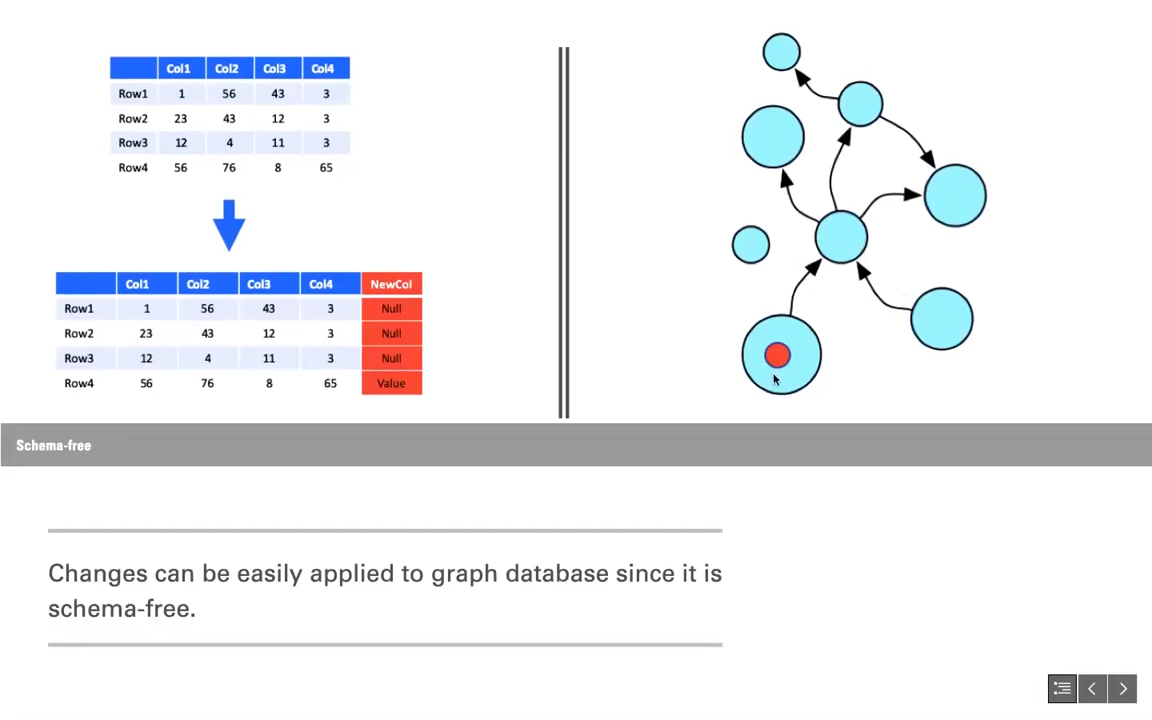 Col1 Col2 Col3 Col4
Row1 1 56 43 3
Row2 23 43 12 3
Row3 12 4 11 3
Row4 56 76 8 65
Col1 Col2 Col3 Col4 NewCol
Row1 1 56 43 3 Null
Row2 23 43 12 3 Null
Row3 12 4 11 3 Null
Row4 56 76 8 65 Value
Schema-free
Changes can be easily applied to graph database since it is
schema-free.